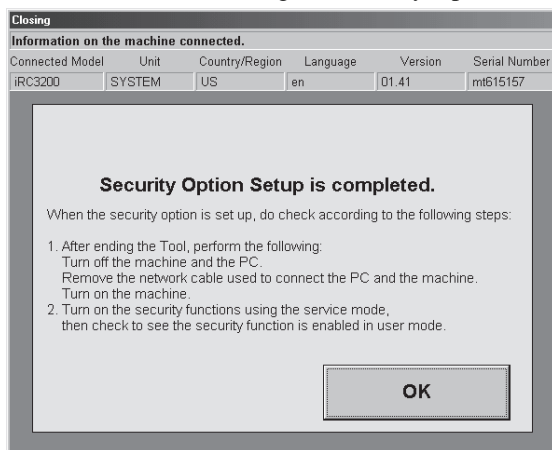 Closing
Information on the machine connected.
Connected Model Unit Country/Region Language Version Serial Number
iRC3200 SYSTEM US en 01.41 mt615157
Security Option Setup is completed.
When the security option is set up, do check according to the following steps:
1. After ending the Tool, perform the following:
Turn off the machine and the PC.
Remove the network cable used to connect the PC and the machine.
Turn on the machine.
2. Turn on the security functions using the service mode,
then check to see the security function is enabled in user mode.
OK